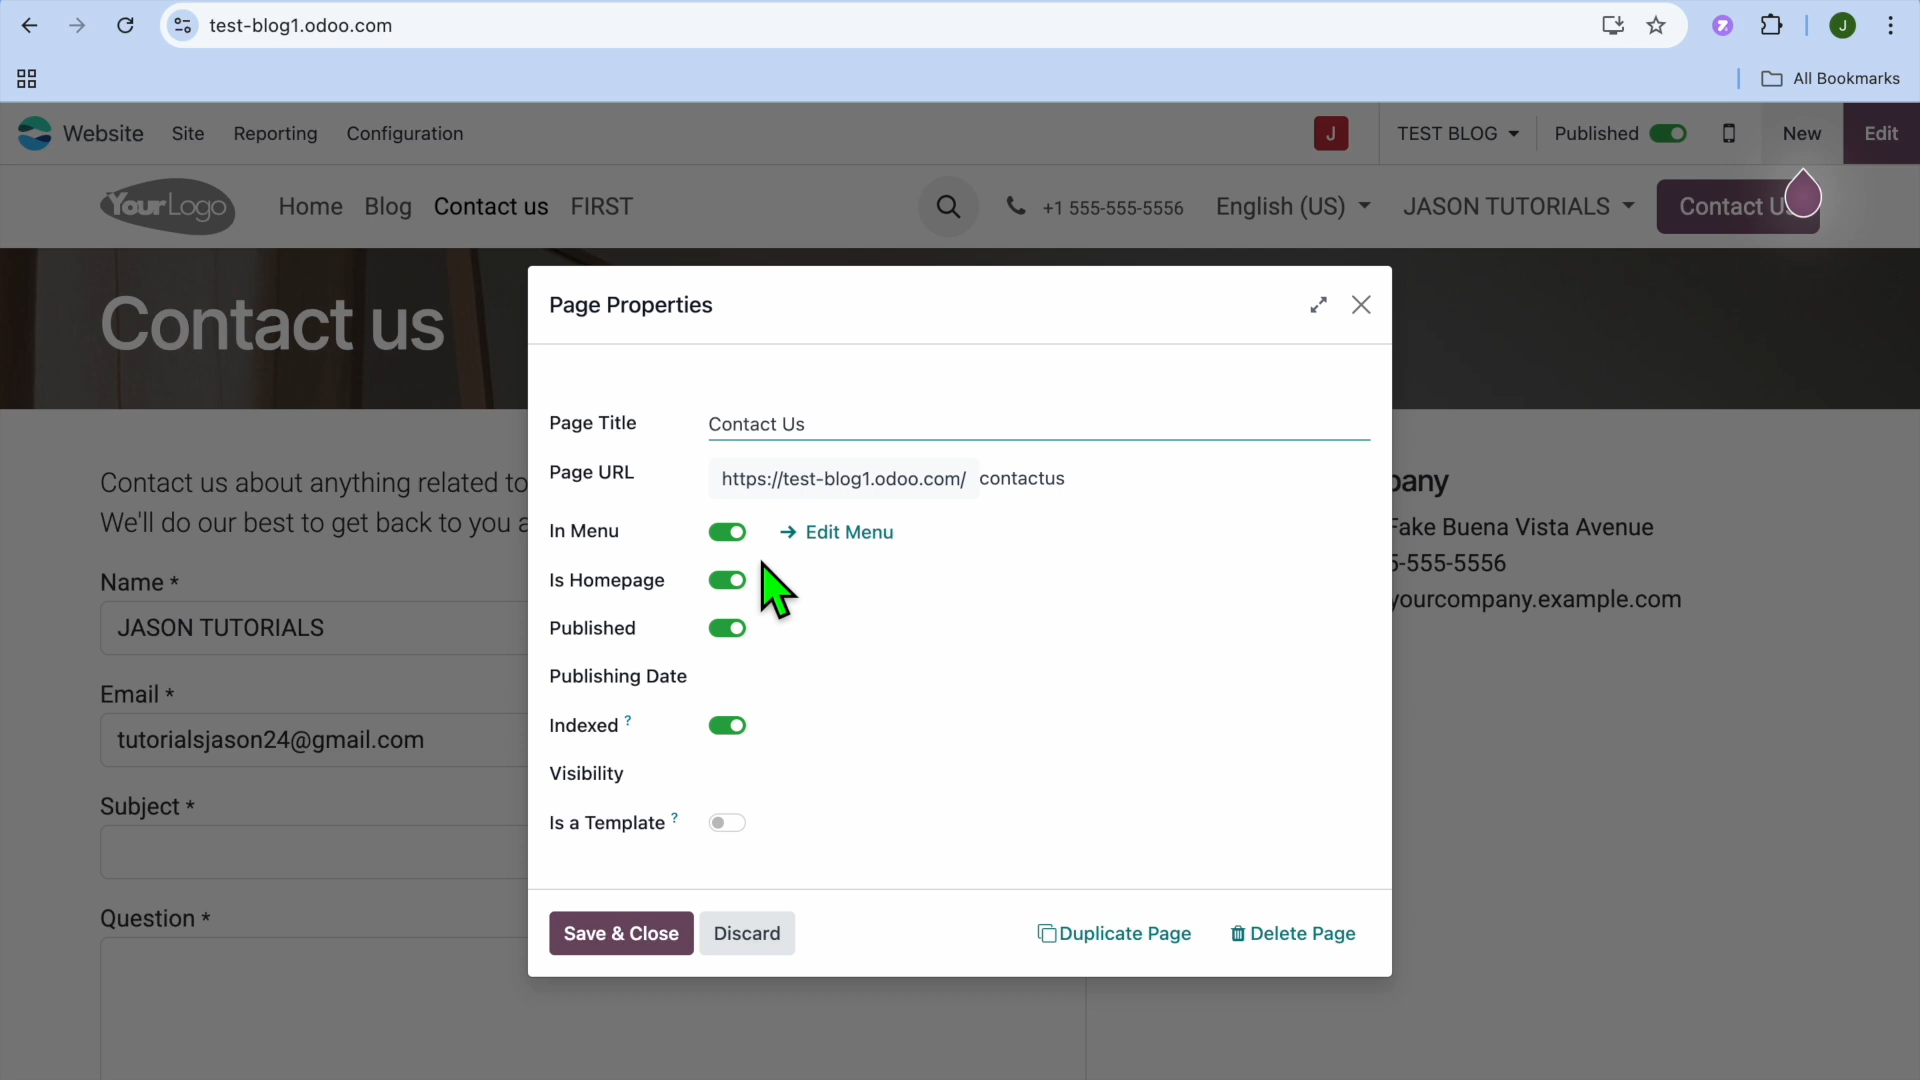 test-blog1.odoo.com
J
All Bookmarks
Website Site Reporting Configuration
J
TEST BLOG
Published
New
Edit
YourLogo
Home Blog Contact us FIRST
+1 555-555-5556
English (US)
JASON TUTORIALS
Contact Us
Contact us
Page Properties
Page Title
Contact Us
Page URL
https://test-blog1.odoo.com/ contactus
In Menu
Edit Menu
Is Homepage
Published
Publishing Date
Indexed ?
Visibility
Is a Template ?
Save & Close
Discard
Duplicate Page
Delete Page
Contact us about anything related to
We'll do our best to get back to you
Name *
JASON TUTORIALS
Email *
tutorialsjason24@gmail.com
Subject *
Question *
Fake Buena Vista Avenue
5-555-5556
yourcompany.example.com